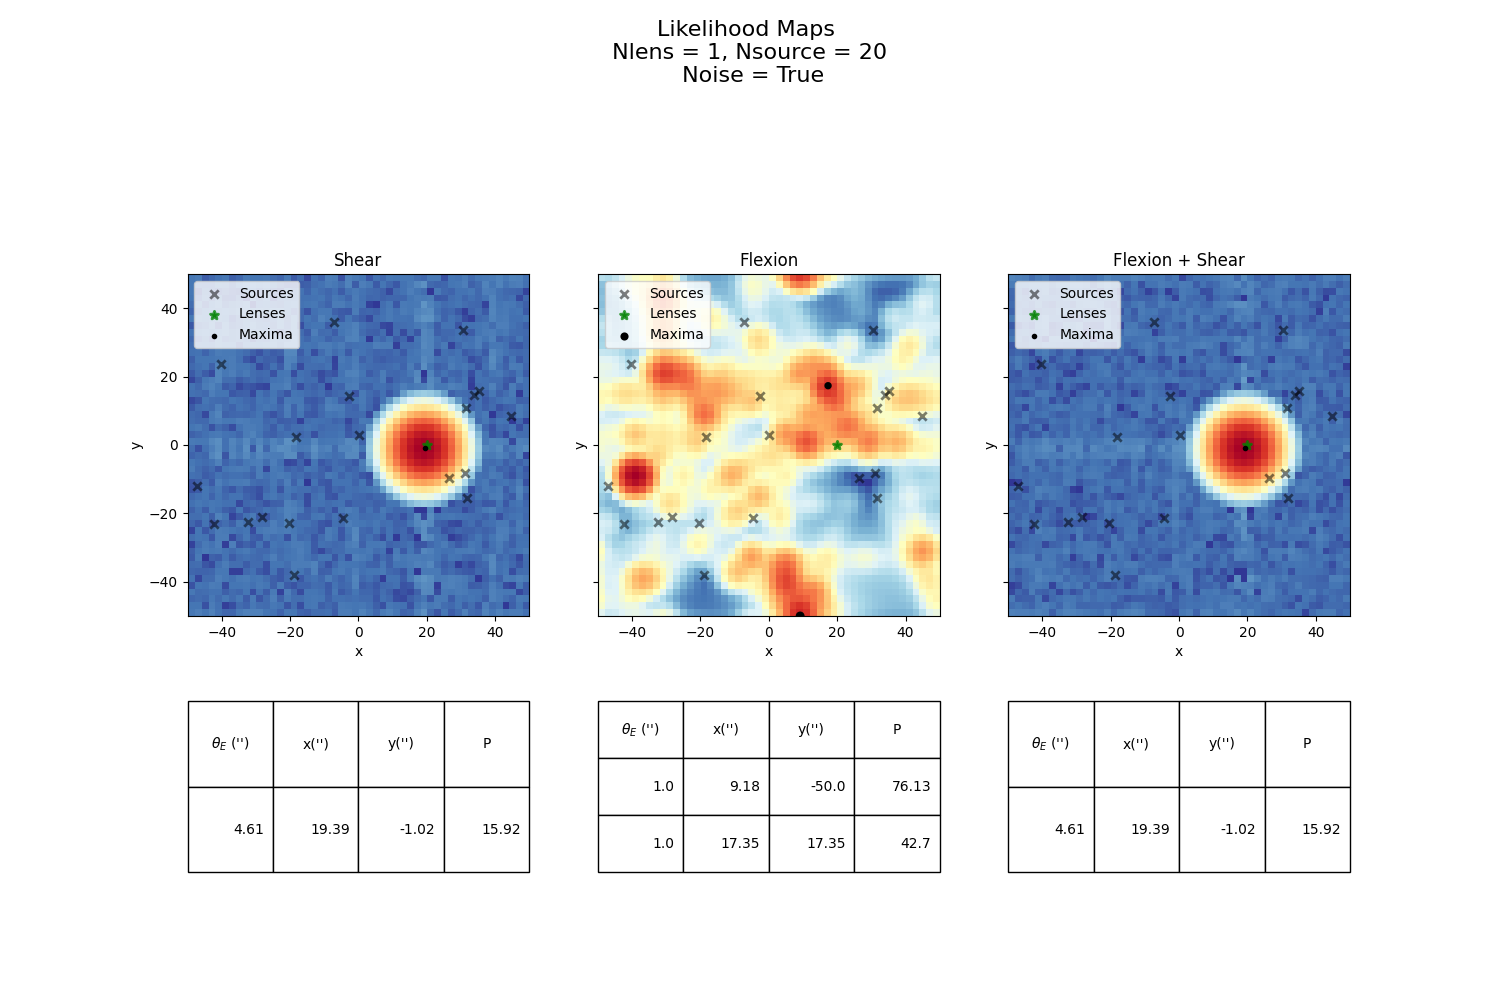 Likelihood Maps
Nlens = 1, Nsource = 20
Noise = True
Shear
Sources
Lenses
Maxima
40
20
0
−20
−40
y
−40 −20 0 20 40
x
Flexion
Sources
Lenses
Maxima
y
−40 −20 0 20 40
x
Flexion + Shear
Sources
Lenses
Maxima
y
−40 −20 0 20 40
x
θE ('') x('') y('') P
4.61 19.39 -1.02 15.92
θE ('') x('') y('') P
1.0 9.18 -50.0 76.13
1.0 17.35 17.35 42.7
θE ('') x('') y('') P
4.61 19.39 -1.02 15.92